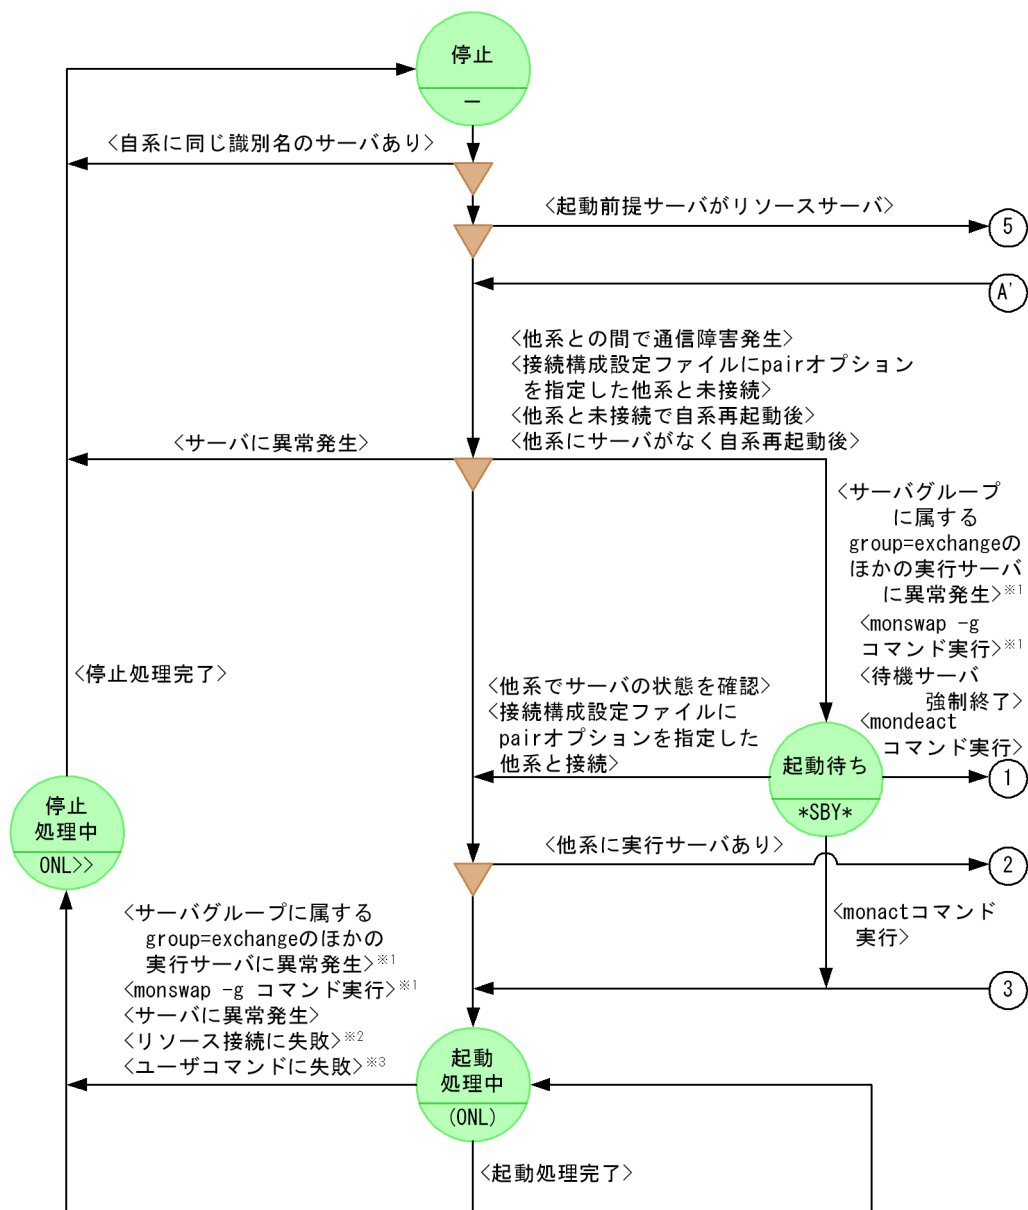 停止
－
<自系に同じ識別名のサーバあり>
<起動前提サーバがリソースサーバ>
5
A'
<他系との間で通信障害発生>
<接続構成設定ファイルにpairオプション
を指定した他系と未接続>
<他系と未接続で自系再起動後>
<他系にサーバがなく自系再起動後>
<サーバに異常発生>
<サーバグループ
に属する
group=exchangeの
ほかの実行サーバ
に異常発生>※1
<monswap -g
コマンド実行>※1
<待機サーバ
強制終了>
<mondeact
コマンド実行>
<停止処理完了>
<他系でサーバの状態を確認>
<接続構成設定ファイルに
pairオプションを指定した
他系と接続>
起動待ち
*SBY*
1
停止
処理中
ONL>>
<他系に実行サーバあり>
2
<monactコマンド
実行>
3
<サーバグループに属する
group=exchangeのほかの
実行サーバに異常発生>※1
<monswap -g コマンド実行>※1
<サーバに異常発生>
<リソース接続に失敗>※2
<ユーザコマンドに失敗>※3
起動
処理中
(ONL)
<起動処理完了>